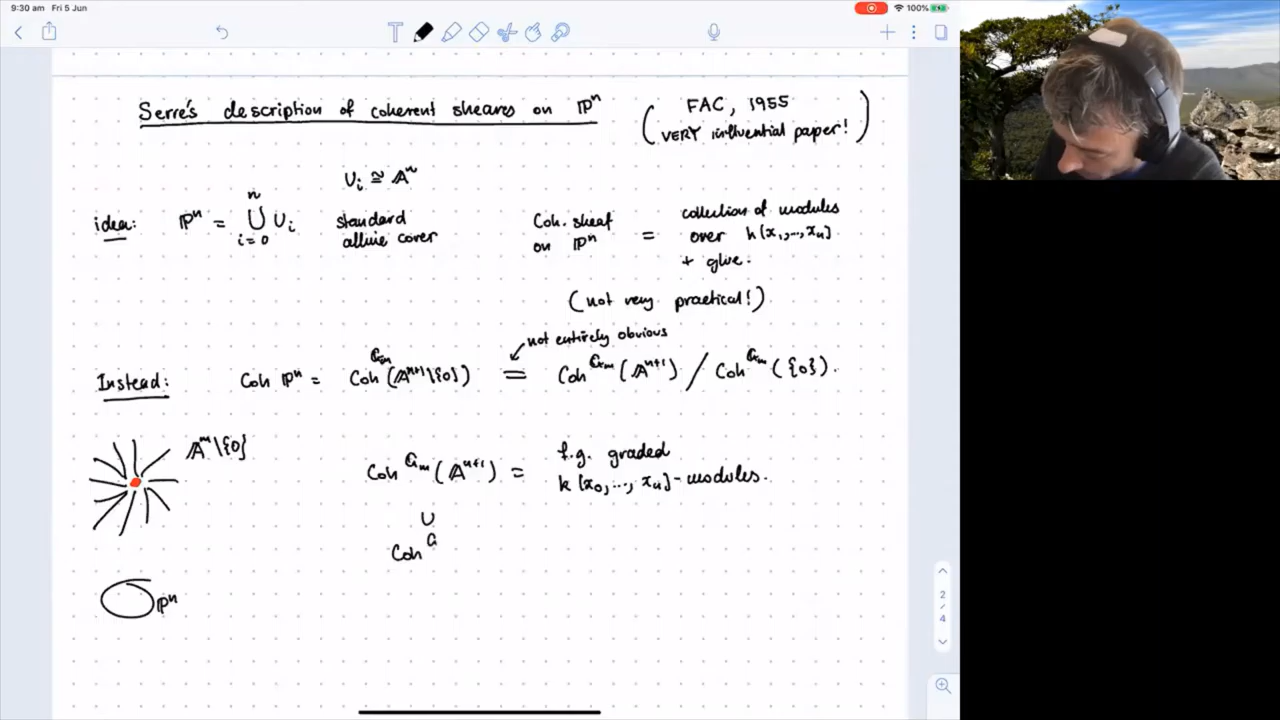 9:30 am Fri 5 Jun
100%
Serre's description of coherent sheaves on ℙⁿ
( FAC, 1955
VERY influential paper! )
Uᵢ ≅ 𝔸ⁿ
idea: ℙⁿ = ⋃ᵢ₌₀ⁿ Uᵢ standard
affine cover
Coh. sheaf
on ℙⁿ
= collection of modules
over k[x₁,...,xₙ]
+ glue.
(not very practical!)
not entirely obvious
Instead: Coh ℙⁿ = Coh^{𝔾ₘ}(𝔸ⁿ⁺¹\{0}) = Coh^{𝔾ₘ}(𝔸ⁿ⁺¹) / Coh^{𝔾ₘ}({0}).
𝔸ⁿ\{0}
Coh^{𝔾ₘ}(𝔸ⁿ⁺¹) = f.g. graded
k[x₀,..., xₙ]-modules.
∪
Coh^G
ℙⁿ
2
/
4